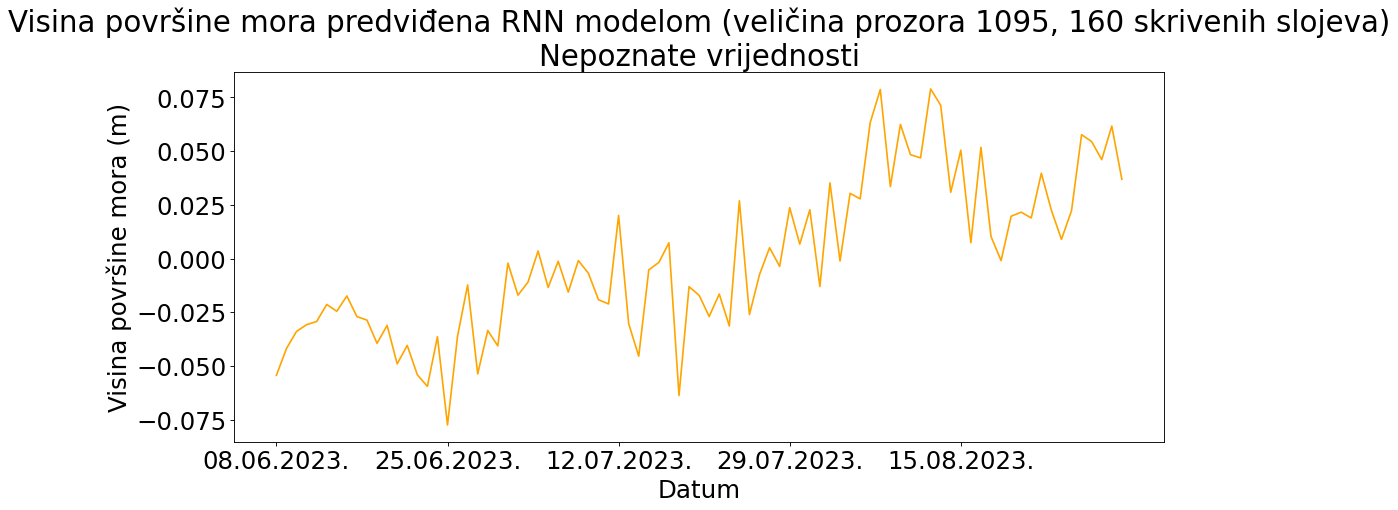 Visina površine mora predviđena RNN modelom (veličina prozora 1095, 160 skrivenih slojeva)
Nepoznate vrijednosti
Visina površine mora (m)
0.075
0.050
0.025
0.000
−0.025
−0.050
−0.075
08.06.2023. 25.06.2023. 12.07.2023. 29.07.2023. 15.08.2023.
Datum